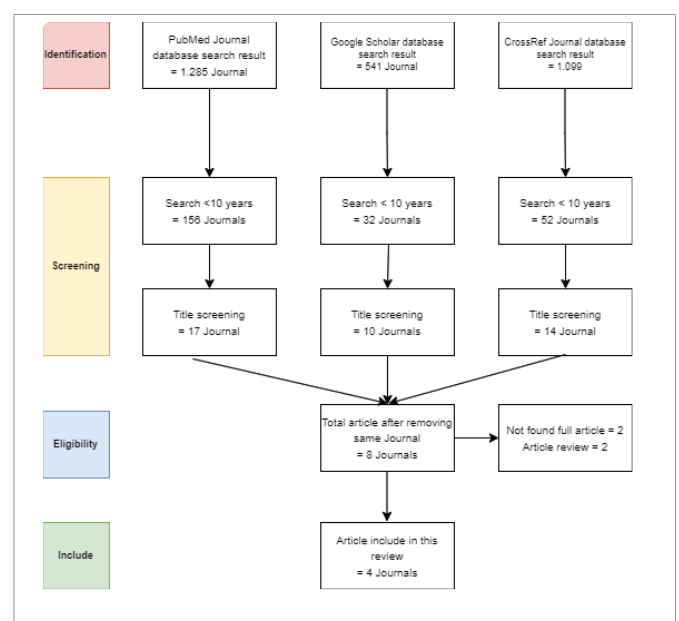 Identification
PubMed Journal
database search result
= 1.285 Journal
Google Scholar database
search result
= 541 Journal
CrossRef Journal database
search result
= 1.099
Screening
Search <10 years
= 156 Journals
Search < 10 years
= 32 Journals
Search < 10 years
= 52 Journals
Title screening
= 17 Journal
Title screening
= 10 Journals
Title screening
= 14 Journal
Eligibility
Total article after removing
same Journal
= 8 Journals
Not found full article = 2
Article review = 2
Include
Article include in this
review
= 4 Journals